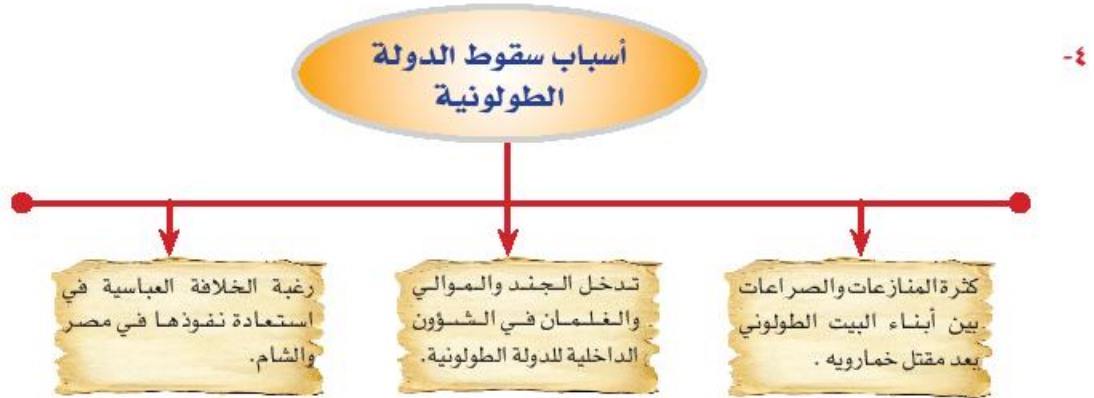 ٤-
أسباب سقوط الدولة
الطولونية
كثرة المنازعات والصراعات
بين أبناء البيت الطولوني
بعد مقتل خمارويه .
تدخل الجند والموالي
والغلمان في الشؤون
الداخلية للدولة الطولونية.
رغبة الخلافة العباسية في
استعادة نفوذها في مصر
والشام.